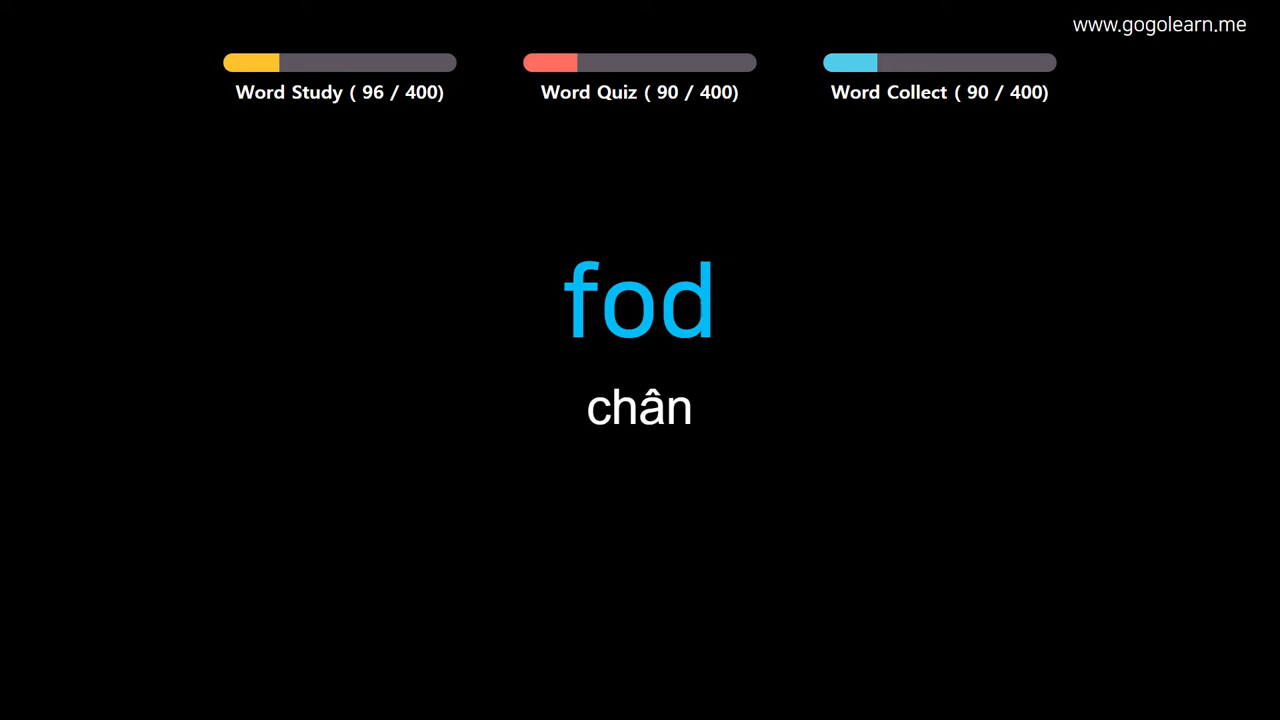 www.gogolearn.me
Word Study ( 96 / 400)
Word Quiz ( 90 / 400)
Word Collect ( 90 / 400)
fod
chân